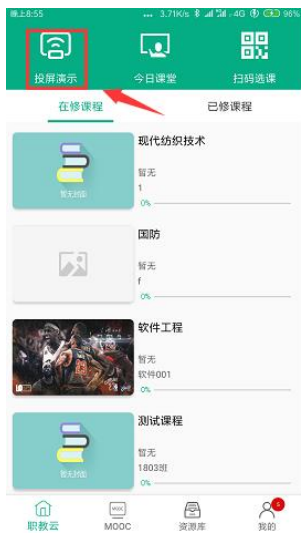 晚上8:55 ... 3.71K/s 4G 96%
投屏演示 今日课堂 扫码选课
在修课程 已修课程
现代纺织技术
暂无
1
0%
暂无封面
国防
暂无
f
0%
软件工程
暂无
软件001
0%
测试课程
暂无
1803班
0%
暂无封面
职教云 MOOC 资源库 我的
MOOC
5